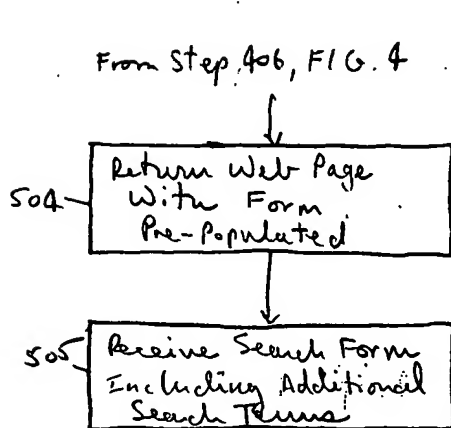 From Step 406, FIG. 4
504
Return Web Page
With Form
Pre-Populated
505
Receive Search Form
Including Additional
Search Terms